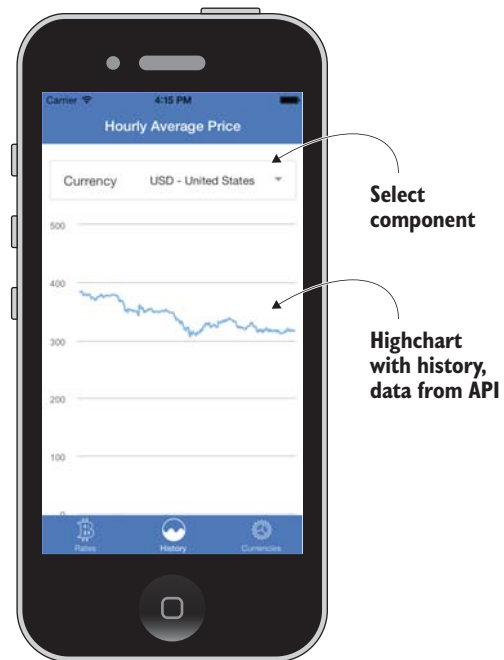 Carrier 4:15 PM
Hourly Average Price
Currency USD - United States
Select
component
500
400
Highchart
with history,
data from API
300
200
100
0
Rates History Currencies